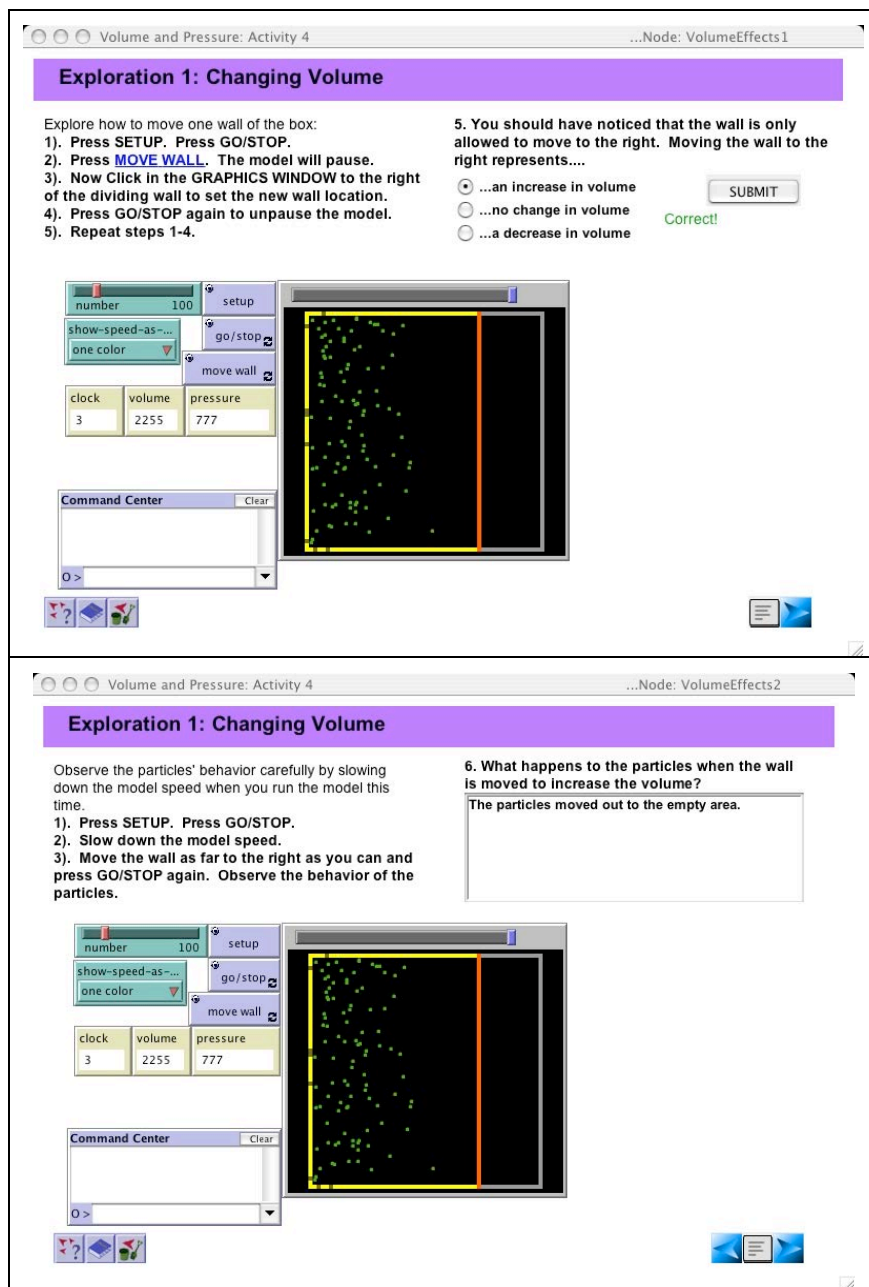 Volume and Pressure: Activity 4 ...Node: VolumeEffects1
Exploration 1: Changing Volume
Explore how to move one wall of the box:
1). Press SETUP. Press GO/STOP.
2). Press MOVE WALL. The model will pause.
3). Now Click in the GRAPHICS WINDOW to the right
of the dividing wall to set the new wall location.
4). Press GO/STOP again to unpause the model.
5). Repeat steps 1-4.
5. You should have noticed that the wall is only
allowed to move to the right. Moving the wall to the
right represents....
...an increase in volume
...no change in volume
...a decrease in volume
SUBMIT
Correct!
number 100
setup
show-speed-as-...
one color
go/stop
move wall
clock volume pressure
3 2255 777
Command Center Clear
O >
?
Volume and Pressure: Activity 4 ...Node: VolumeEffects2
Exploration 1: Changing Volume
Observe the particles' behavior carefully by slowing
down the model speed when you run the model this
time.
1). Press SETUP. Press GO/STOP.
2). Slow down the model speed.
3). Move the wall as far to the right as you can and
press GO/STOP again. Observe the behavior of the
particles.
6. What happens to the particles when the wall
is moved to increase the volume?
The particles moved out to the empty area.
number 100
setup
show-speed-as-...
one color
go/stop
move wall
clock volume pressure
3 2255 777
Command Center Clear
O >
?